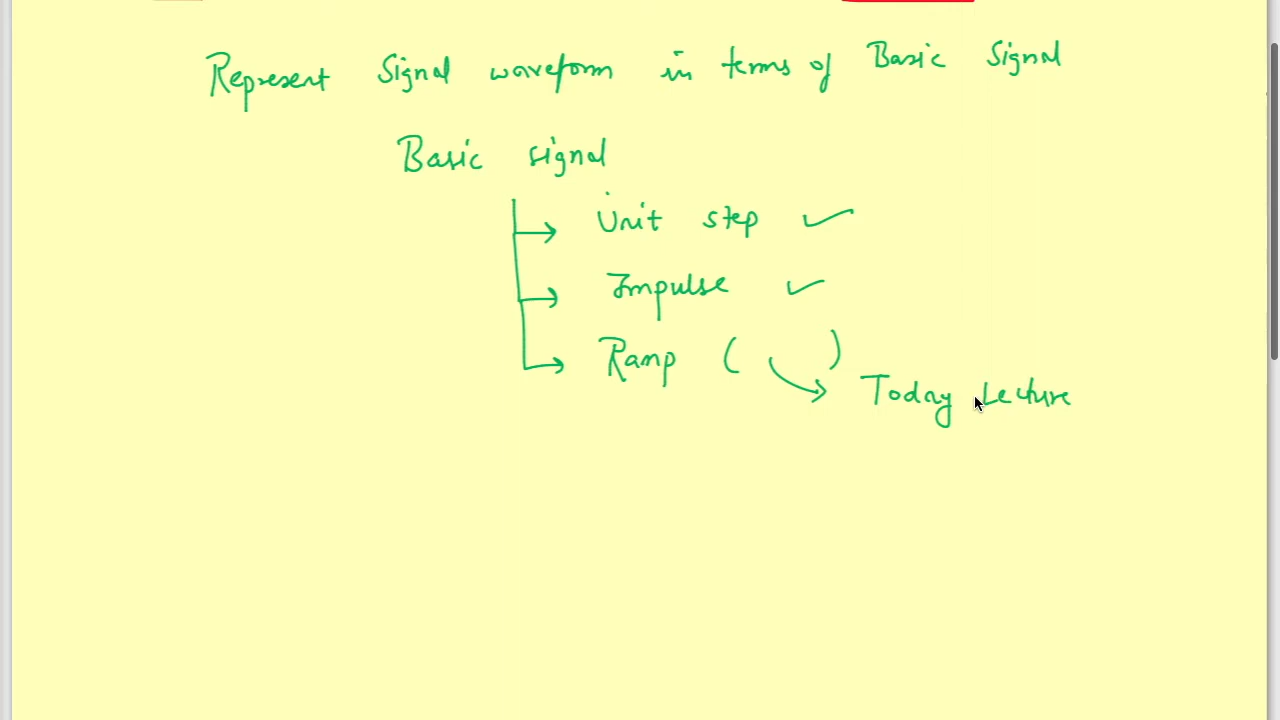 Represent Signal waveform in terms of Basic Signal
Basic signal
→ Unit step ✓
→ Impulse ✓
→ Ramp ( )
→ Today Lecture